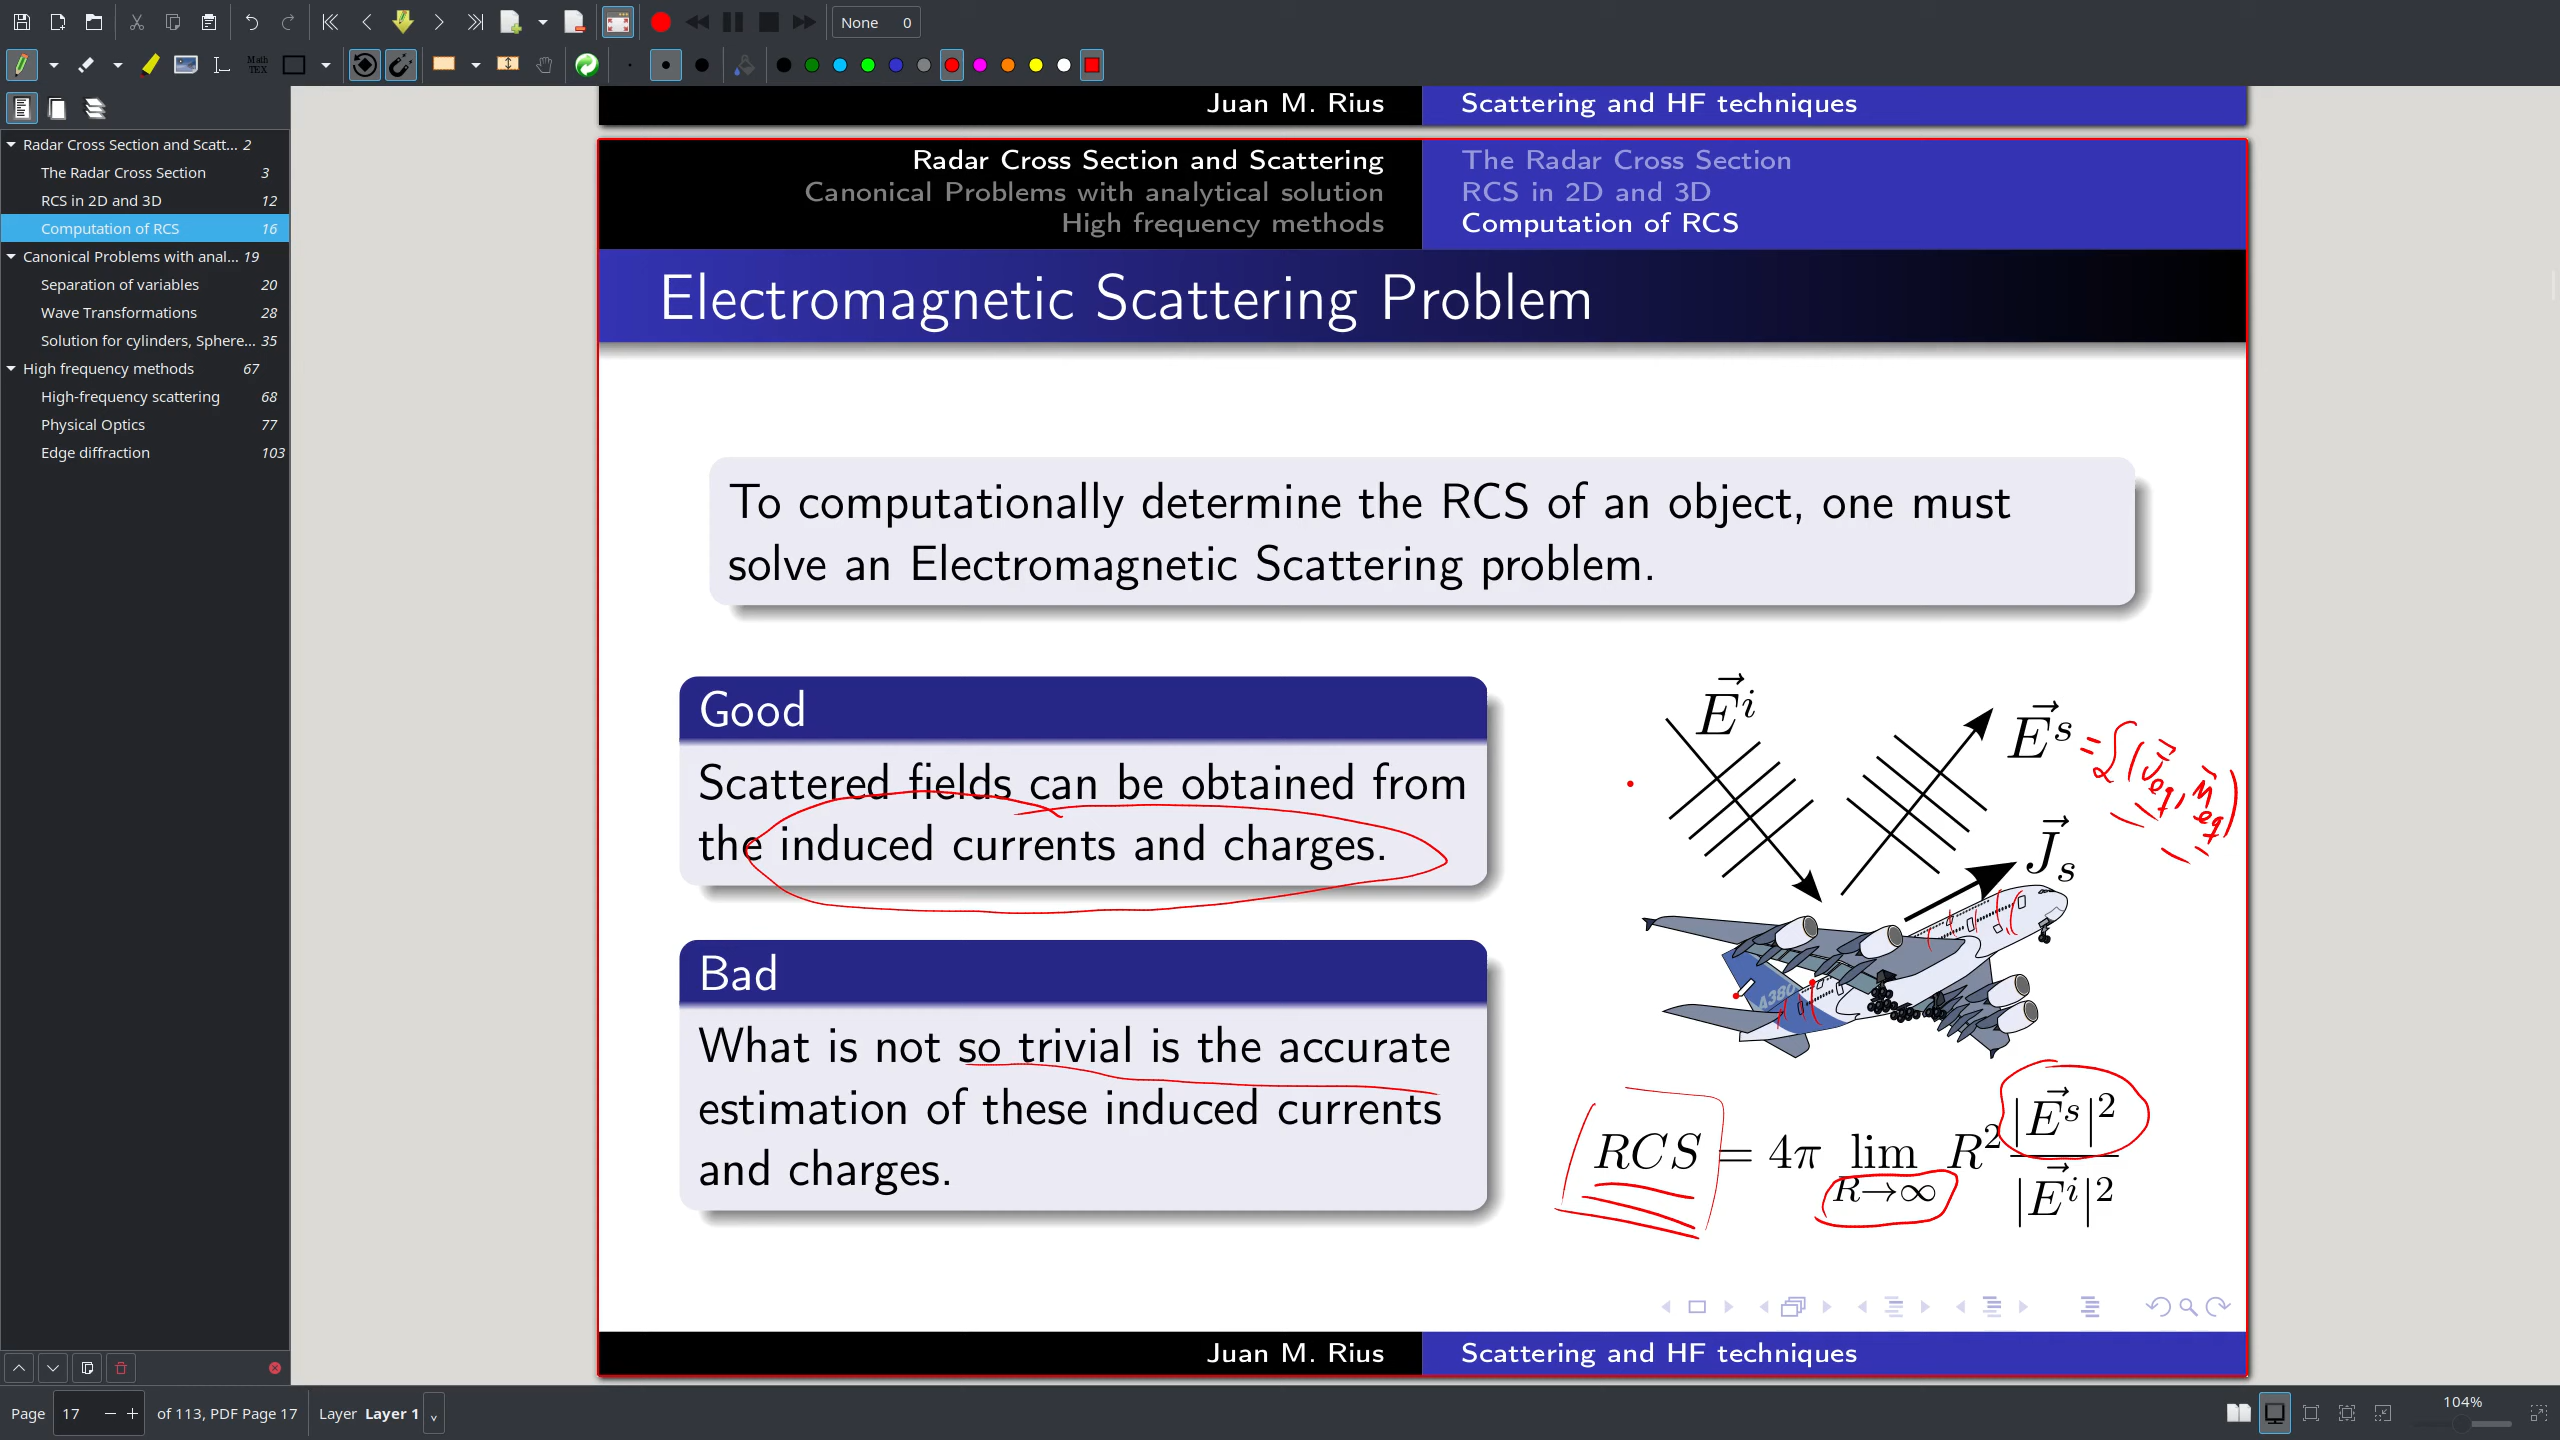 None 0
Math
TEX
Juan M. Rius Scattering and HF techniques
Radar Cross Section and Scatt... 2
The Radar Cross Section 3
RCS in 2D and 3D 12
Computation of RCS 16
Canonical Problems with anal... 19
Separation of variables 20
Wave Transformations 28
Solution for cylinders, Sphere... 35
High frequency methods 67
High-frequency scattering 68
Physical Optics 77
Edge diffraction 103
Radar Cross Section and Scattering
Canonical Problems with analytical solution
High frequency methods
The Radar Cross Section
RCS in 2D and 3D
Computation of RCS
Electromagnetic Scattering Problem
To computationally determine the RCS of an object, one must
solve an Electromagnetic Scattering problem.
Good
Scattered fields can be obtained from
the induced currents and charges.
Bad
What is not so trivial is the accurate
estimation of these induced currents
and charges.
E⃗^i
E⃗^s = ∫(J⃗_eq, M⃗_eq)
J⃗_s
A380
RCS = 4π lim_{R→∞} R² |E⃗^s|² / |E⃗^i|²
Juan M. Rius Scattering and HF techniques
Page 17 − + of 113, PDF Page 17 Layer Layer 1
104%